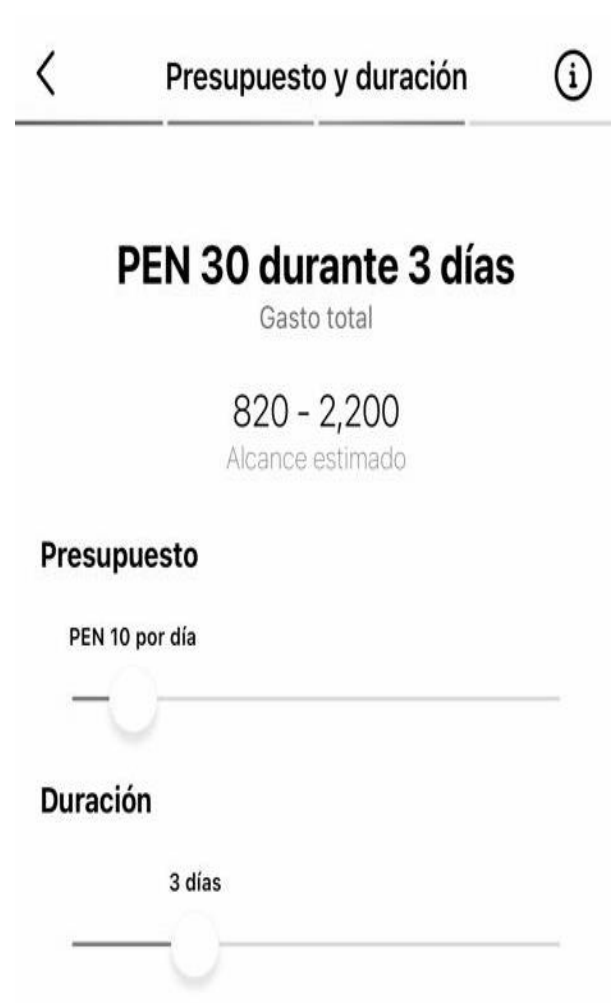 Presupuesto y duración
PEN 30 durante 3 días
Gasto total
820 – 2,200
Alcance estimado
Presupuesto
PEN 10 por día
Duración
3 días